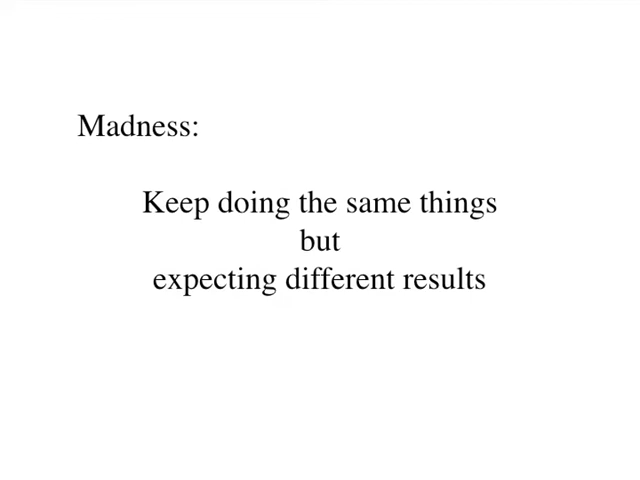 Madness:
Keep doing the same things
but
expecting different results